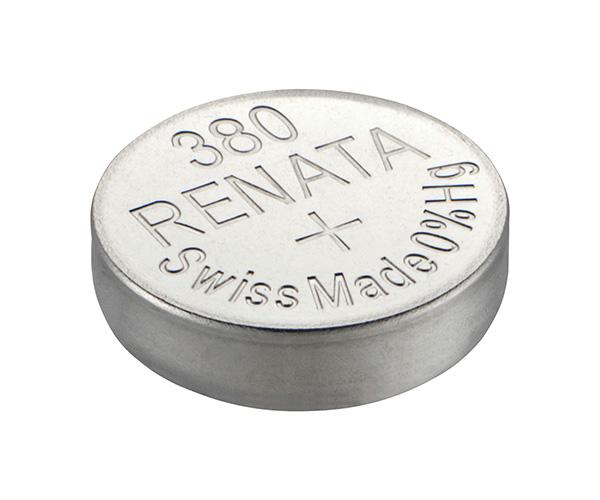 380
RENATA
+
Swiss Made 0%Hg